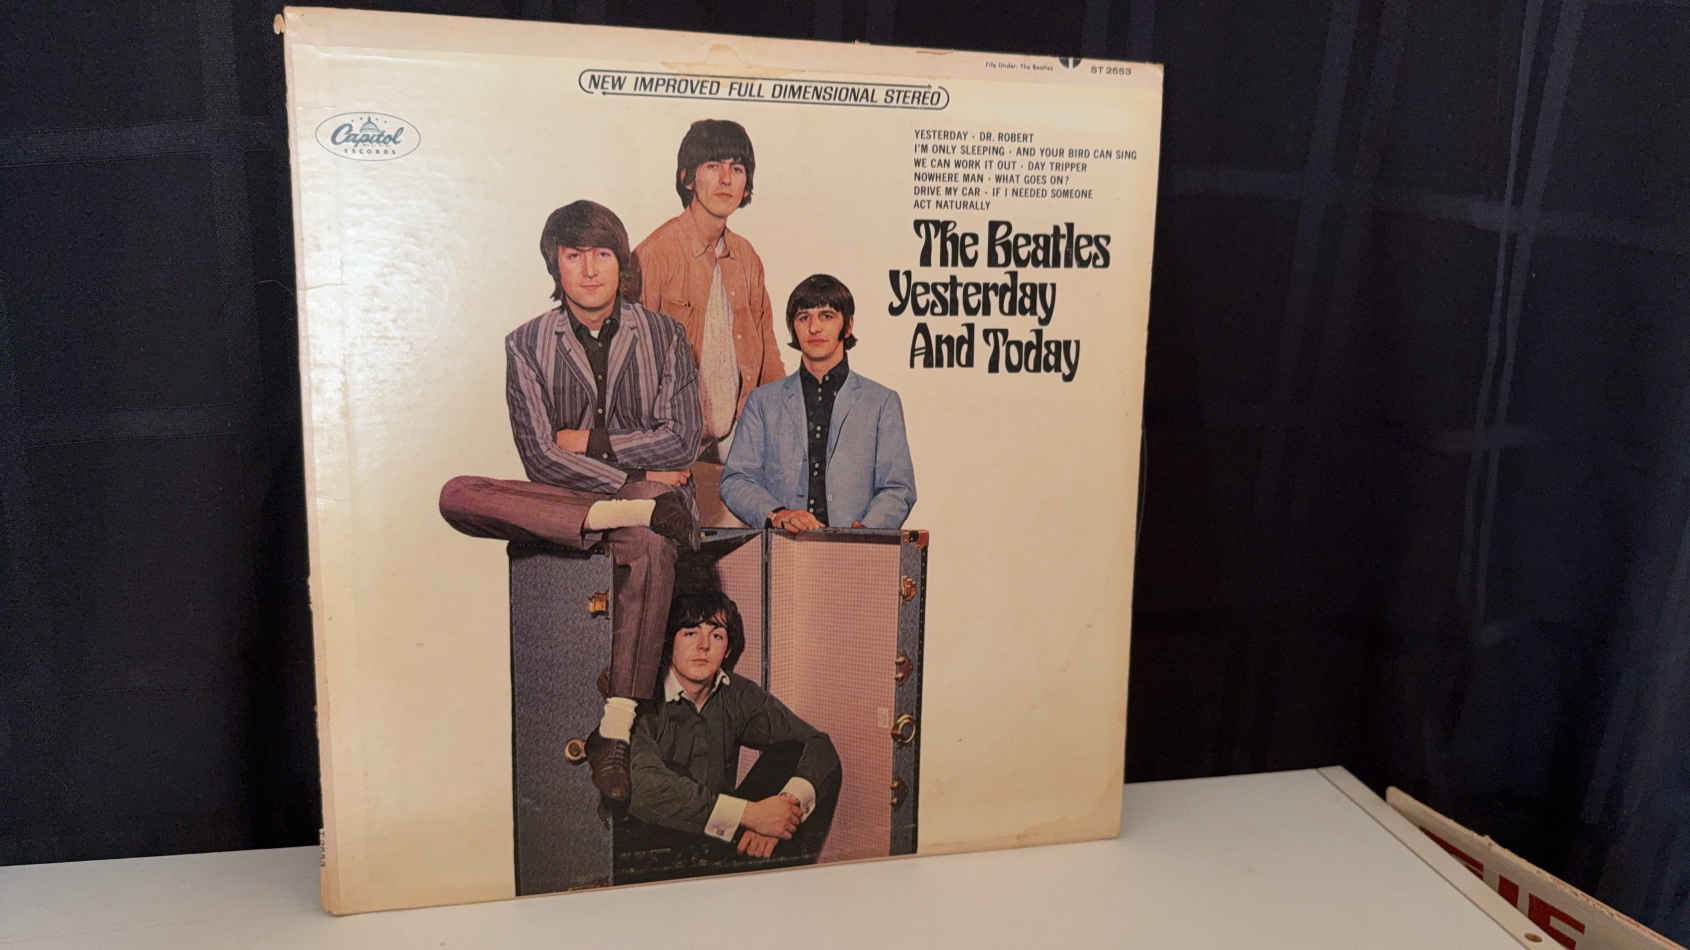 File Under: The Beatles
ST 2553
NEW IMPROVED FULL DIMENSIONAL STEREO
Capitol
RECORDS
YESTERDAY · DR. ROBERT
I'M ONLY SLEEPING · AND YOUR BIRD CAN SING
WE CAN WORK IT OUT · DAY TRIPPER
NOWHERE MAN · WHAT GOES ON?
DRIVE MY CAR · IF I NEEDED SOMEONE
ACT NATURALLY
The Beatles
Yesterday
And Today